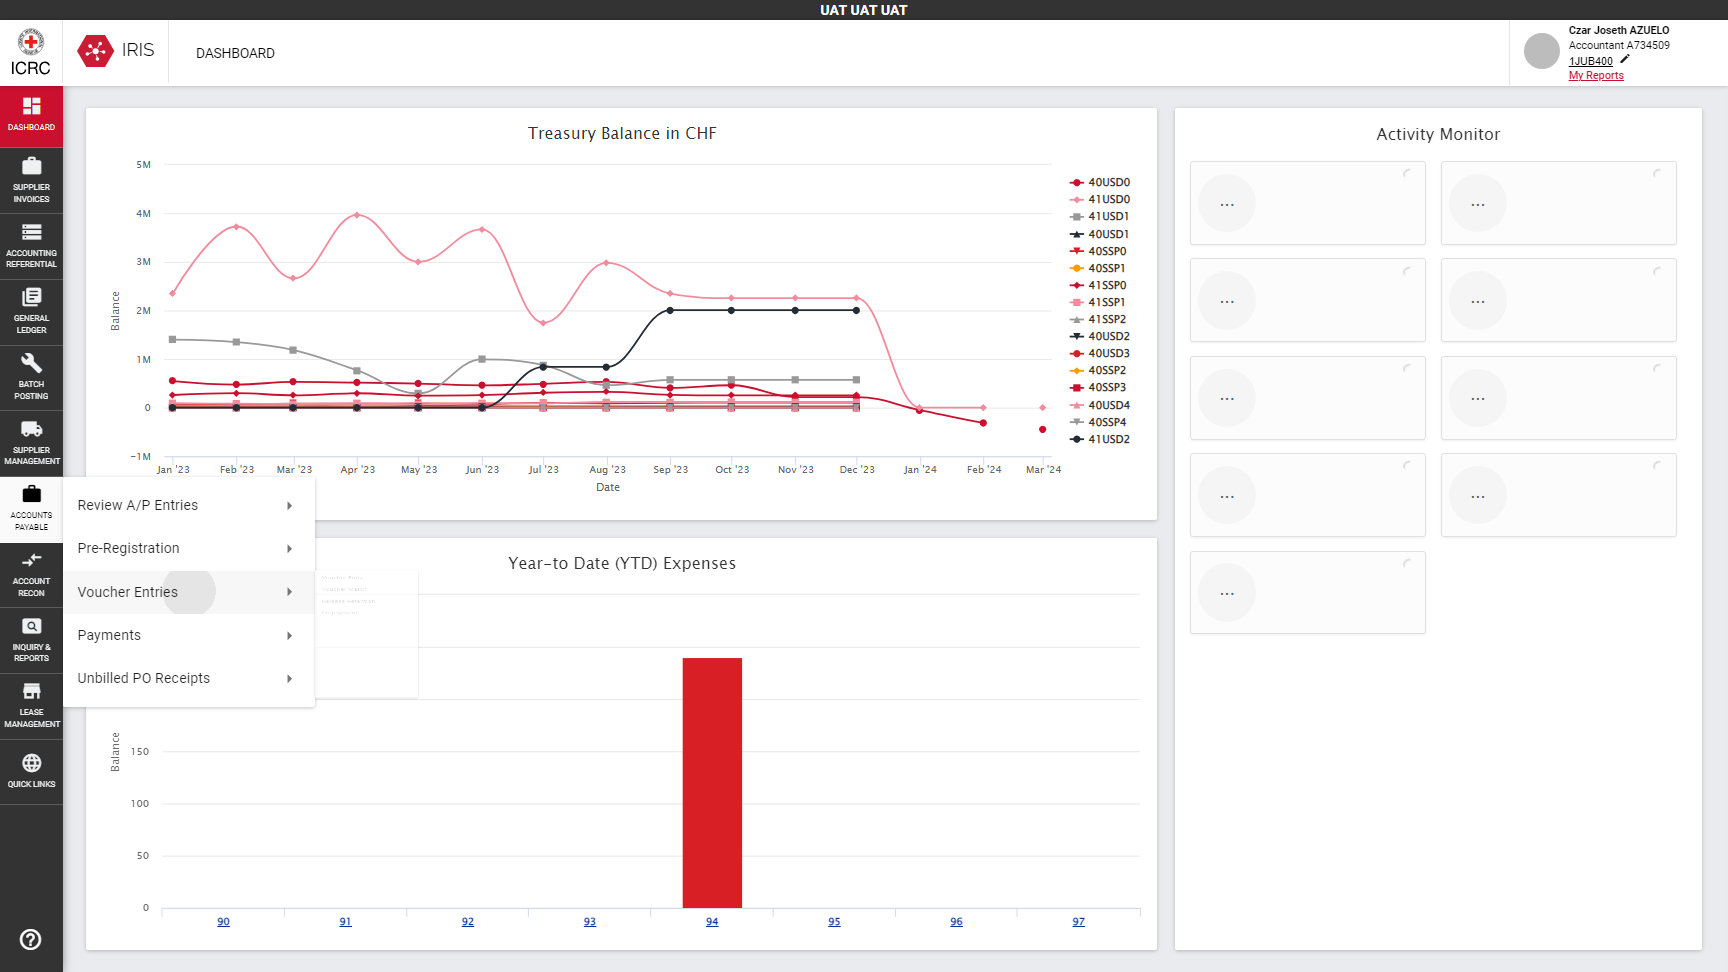 UAT UAT UAT
ICRC
IRIS
DASHBOARD
Czar Joseth AZUELO
Accountant A734509
1JUB400
My Reports
DASHBOARD
SUPPLIER
INVOICES
ACCOUNTING
REFERENTIAL
GENERAL
LEDGER
BATCH
POSTING
SUPPLIER
MANAGEMENT
ACCOUNTS
PAYABLE
ACCOUNT
RECON
INQUIRY &
REPORTS
LEASE
MANAGEMENT
QUICK LINKS
Treasury Balance in CHF
5M
4M
3M
2M
1M
0
−1M
Balance
Jan '23 Feb '23 Mar '23 Apr '23 May '23 Jun '23 Jul '23 Aug '23 Sep '23 Oct '23 Nov '23 Dec '23 Jan '24 Feb '24 Mar '24
Date
40USD0
41USD0
41USD1
40USD1
40SSP0
40SSP1
41SSP0
41SSP1
41SSP2
40USD2
40USD3
40SSP2
40SSP3
40USD4
40SSP4
41USD2
Review A/P Entries
Pre-Registration
Voucher Entries
Payments
Unbilled PO Receipts
Year-to Date (YTD) Expenses
Balance
150
100
50
0
90 91 92 93 94 95 96 97
Activity Monitor
... ...
... ...
... ...
... ...
...